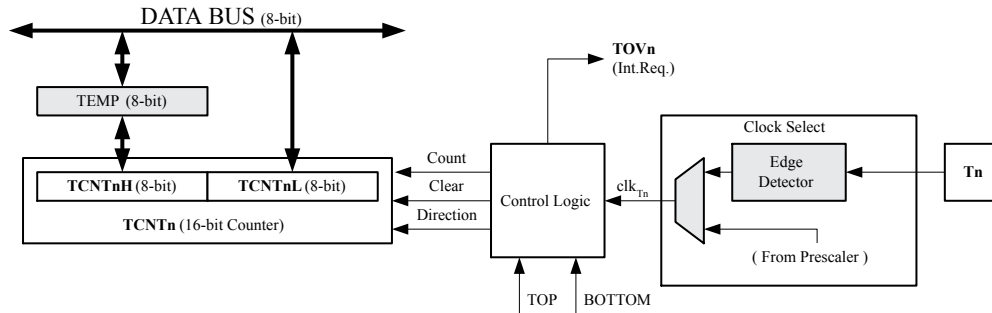 DATA BUS (8-bit)
TOVn
(Int.Req.)
TEMP (8-bit)
Clock Select
Count
Edge
Detector
Tn
TCNTnH (8-bit)
TCNTnL (8-bit)
Clear
Control Logic
clkTn
TCNTn (16-bit Counter)
Direction
( From Prescaler )
TOP
BOTTOM